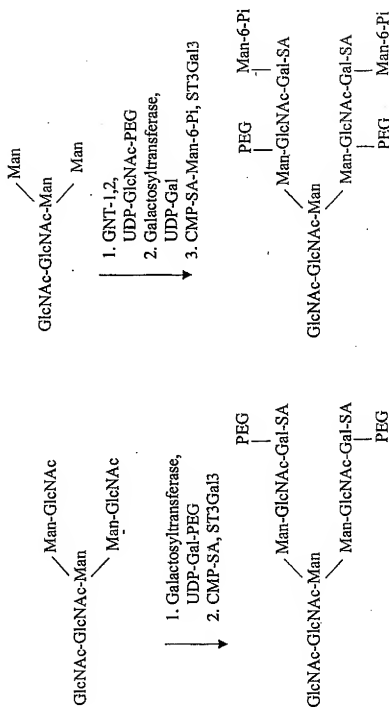 Man-GlcNAc
GlcNAc-GlcNAc-Man
Man-GlcNAc
1. Galactosyltransferase,
UDP-Gal-PEG
2. CMP-SA, ST3Gal3
PEG
Man-GlcNAc-Gal-SA
GlcNAc-GlcNAc-Man
Man-GlcNAc-Gal-SA
PEG
Man
GlcNAc-GlcNAc-Man
Man
1. GNT-1,2,
UDP-GlcNAc-PEG
2. Galactosyltransferase,
UDP-Gal
3. CMP-SA-Man-6-Pi, ST3Gal3
PEG Man-6-Pi
Man-GlcNAc-Gal-SA
GlcNAc-GlcNAc-Man
Man-GlcNAc-Gal-SA
PEG Man-6-Pi